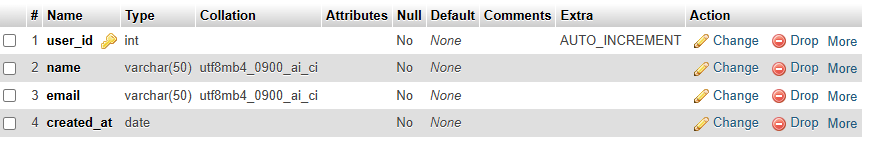 # Name Type Collation Attributes Null Default Comments Extra Action
1 user_id int No None AUTO_INCREMENT Change Drop More
2 name varchar(50) utf8mb4_0900_ai_ci No None Change Drop More
3 email varchar(50) utf8mb4_0900_ai_ci No None Change Drop More
4 created_at date No None Change Drop More